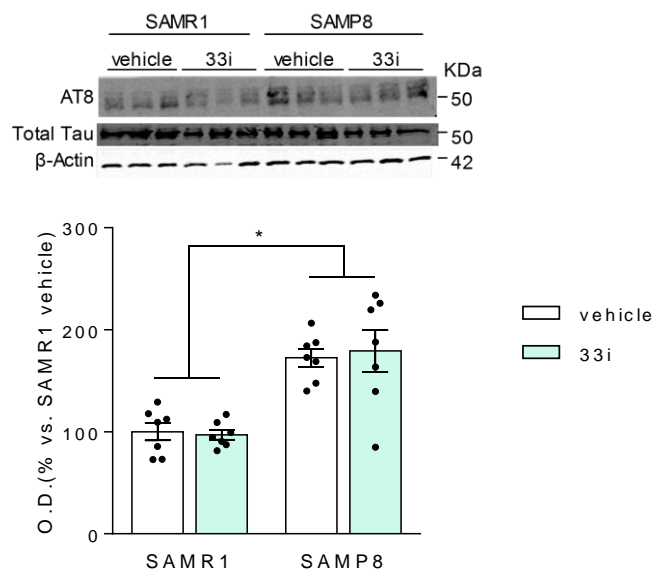 SAMR1 SAMP8
vehicle 33i vehicle 33i
KDa
AT8 50
Total Tau 50
β-Actin 42
O.D.(% vs. SAMR1 vehicle)
300
*
200
100
0
SAMR1 SAMP8
vehicle
33i